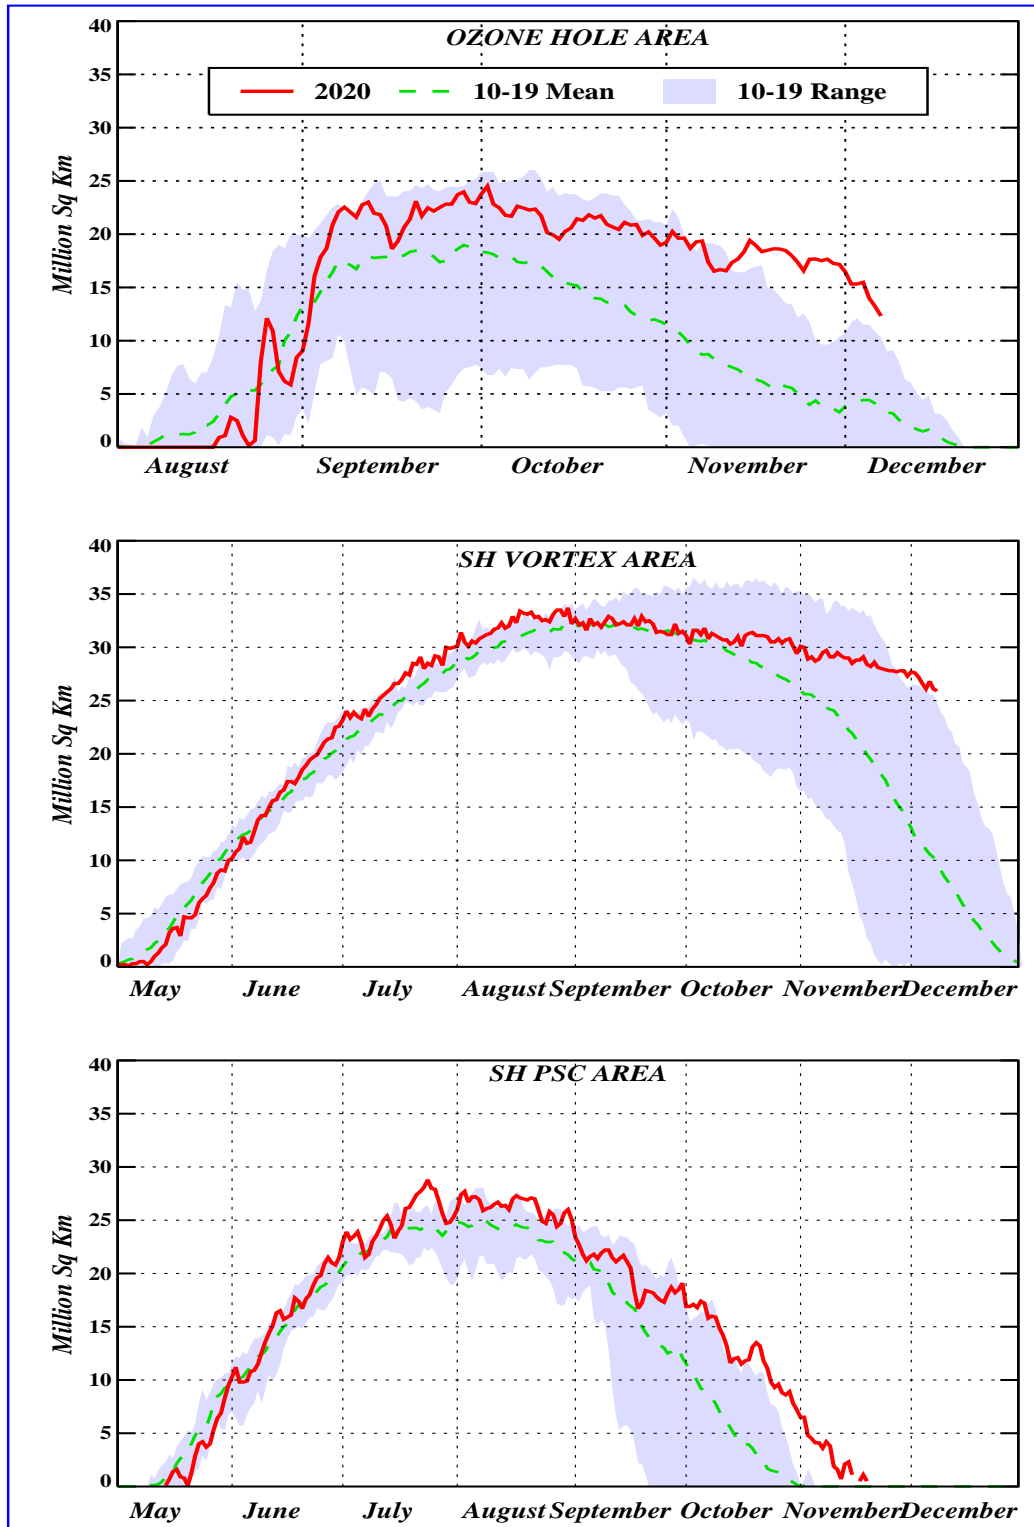 OZONE HOLE AREA
2020 10-19 Mean 10-19 Range
Million Sq Km
40
35
30
25
20
15
10
5
0
August September October November December
SH VORTEX AREA
Million Sq Km
40
35
30
25
20
15
10
5
0
May June July August September October November December
SH PSC AREA
Million Sq Km
40
35
30
25
20
15
10
5
0
May June July August September October November December